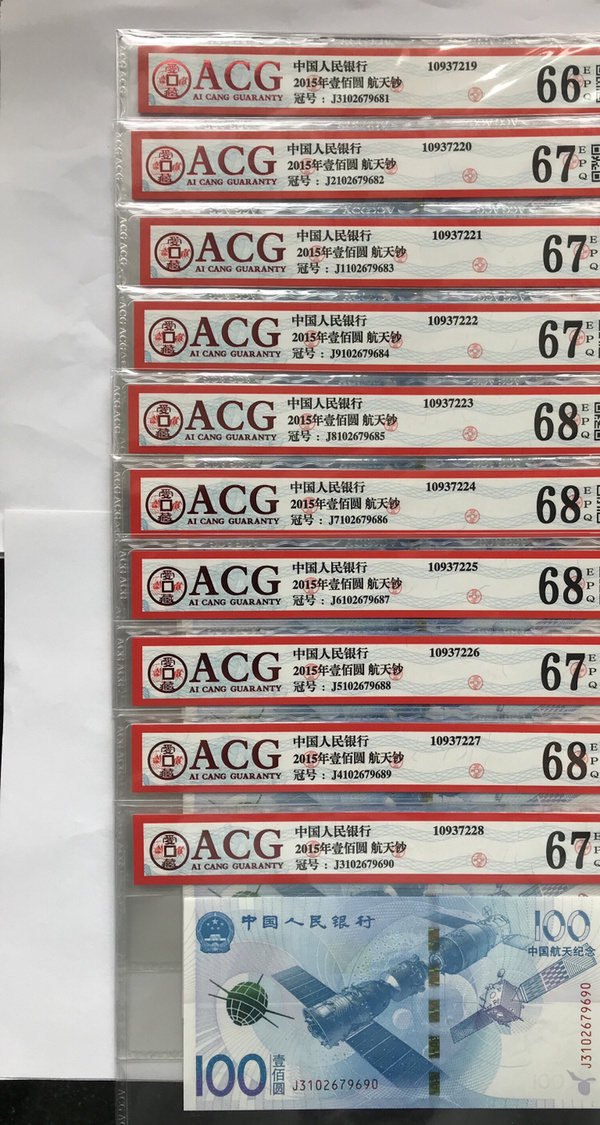 ACG
AI CANG GUARANTY
中国人民银行 10937219
2015年壹佰圆 航天钞
冠号：J3102679681
66 EPQ
ACG
AI CANG GUARANTY
中国人民银行 10937220
2015年壹佰圆 航天钞
冠号：J2102679682
67 EPQ
ACG
AI CANG GUARANTY
中国人民银行 10937221
2015年壹佰圆 航天钞
冠号：J1102679683
67 EPQ
ACG
AI CANG GUARANTY
中国人民银行 10937222
2015年壹佰圆 航天钞
冠号：J9102679684
67 EPQ
ACG
AI CANG GUARANTY
中国人民银行 10937223
2015年壹佰圆 航天钞
冠号：J8102679685
68 EPQ
ACG
AI CANG GUARANTY
中国人民银行 10937224
2015年壹佰圆 航天钞
冠号：J7102679686
68 EPQ
ACG
AI CANG GUARANTY
中国人民银行 10937225
2015年壹佰圆 航天钞
冠号：J6102679687
68 EPQ
ACG
AI CANG GUARANTY
中国人民银行 10937226
2015年壹佰圆 航天钞
冠号：J5102679688
67 EPQ
ACG
AI CANG GUARANTY
中国人民银行 10937227
2015年壹佰圆 航天钞
冠号：J4102679689
68 EPQ
ACG
AI CANG GUARANTY
中国人民银行 10937228
2015年壹佰圆 航天钞
冠号：J3102679690
67 EPQ
中国人民银行
100
中国航天纪念
J3102679690
100
壹佰圆
J3102679690